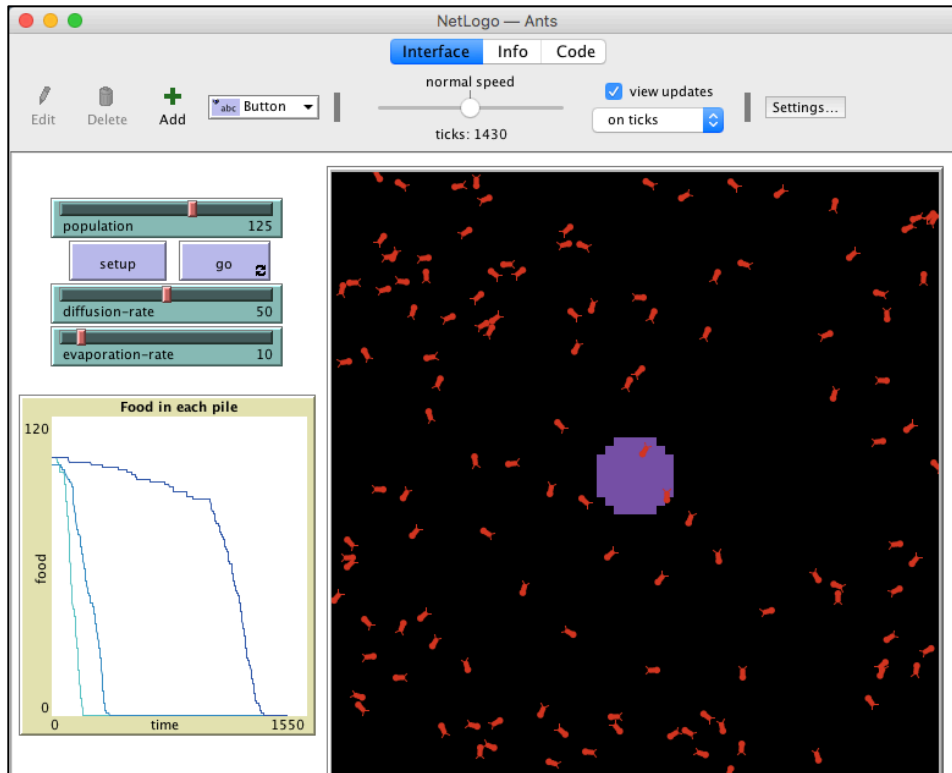 NetLogo — Ants
Interface Info Code
Edit Delete Add abc Button normal speed ticks: 1430 view updates on ticks Settings...
population 125
setup go
diffusion-rate 50
evaporation-rate 10
Food in each pile
120
food
0
0 time 1550